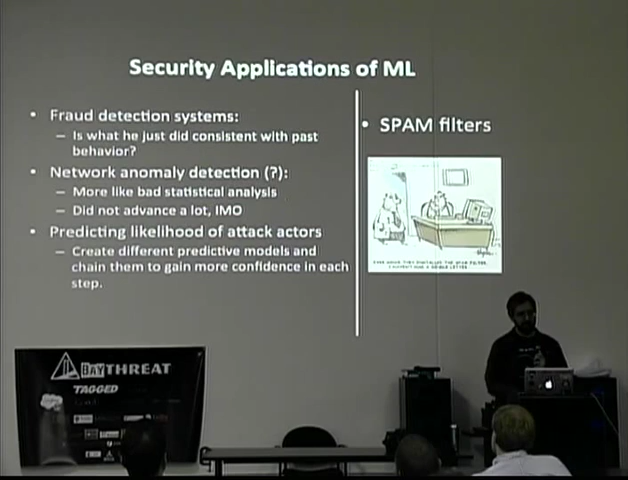 Security Applications of ML
• Fraud detection systems:
– Is what he just did consistent with past
behavior?
• Network anomaly detection (?):
– More like bad statistical analysis
– Did not advance a lot, IMO
• Predicting likelihood of attack actors
– Create different predictive models and
chain them to gain more confidence in each
step.
• SPAM filters
BAYTHREAT
TAGGED